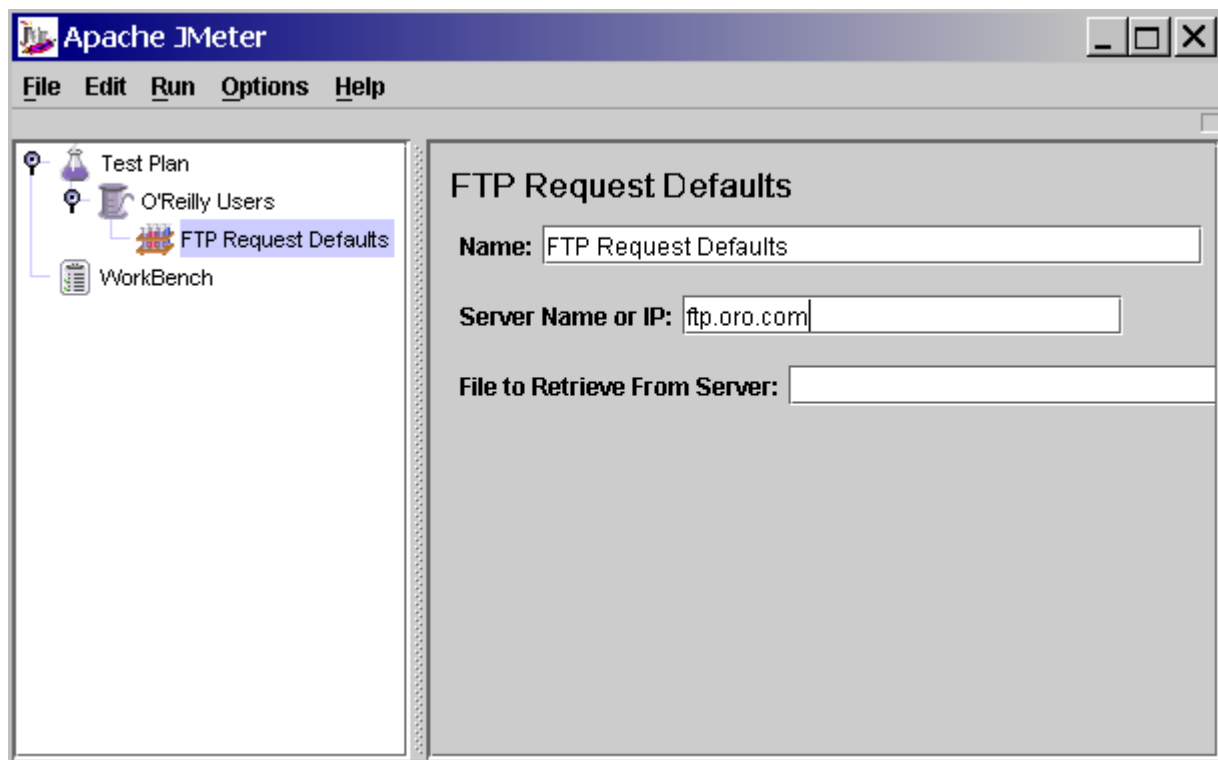 Apache JMeter
File Edit Run Options Help
Test Plan
O'Reilly Users
FTP Request Defaults
WorkBench
FTP Request Defaults
Name: FTP Request Defaults
Server Name or IP: ftp.oro.com
File to Retrieve From Server: